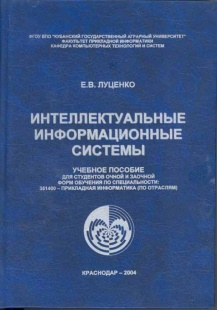 ФГОУ ВПО "КУБАНСКИЙ ГОСУДАРСТВЕННЫЙ АГРАРНЫЙ УНИВЕРСИТЕТ"
ФАКУЛЬТЕТ ПРИКЛАДНОЙ ИНФОРМАТИКИ
КАФЕДРА КОМПЬЮТЕРНЫХ ТЕХНОЛОГИЙ И СИСТЕМ
Е.В. ЛУЦЕНКО
ИНТЕЛЛЕКТУАЛЬНЫЕ
ИНФОРМАЦИОННЫЕ
СИСТЕМЫ
УЧЕБНОЕ ПОСОБИЕ
ДЛЯ СТУДЕНТОВ ОЧНОЙ И ЗАОЧНОЙ
ФОРМ ОБУЧЕНИЯ ПО СПЕЦИАЛЬНОСТИ:
351400 – ПРИКЛАДНАЯ ИНФОРМАТИКА (ПО ОТРАСЛЯМ)
КРАСНОДАР – 2004